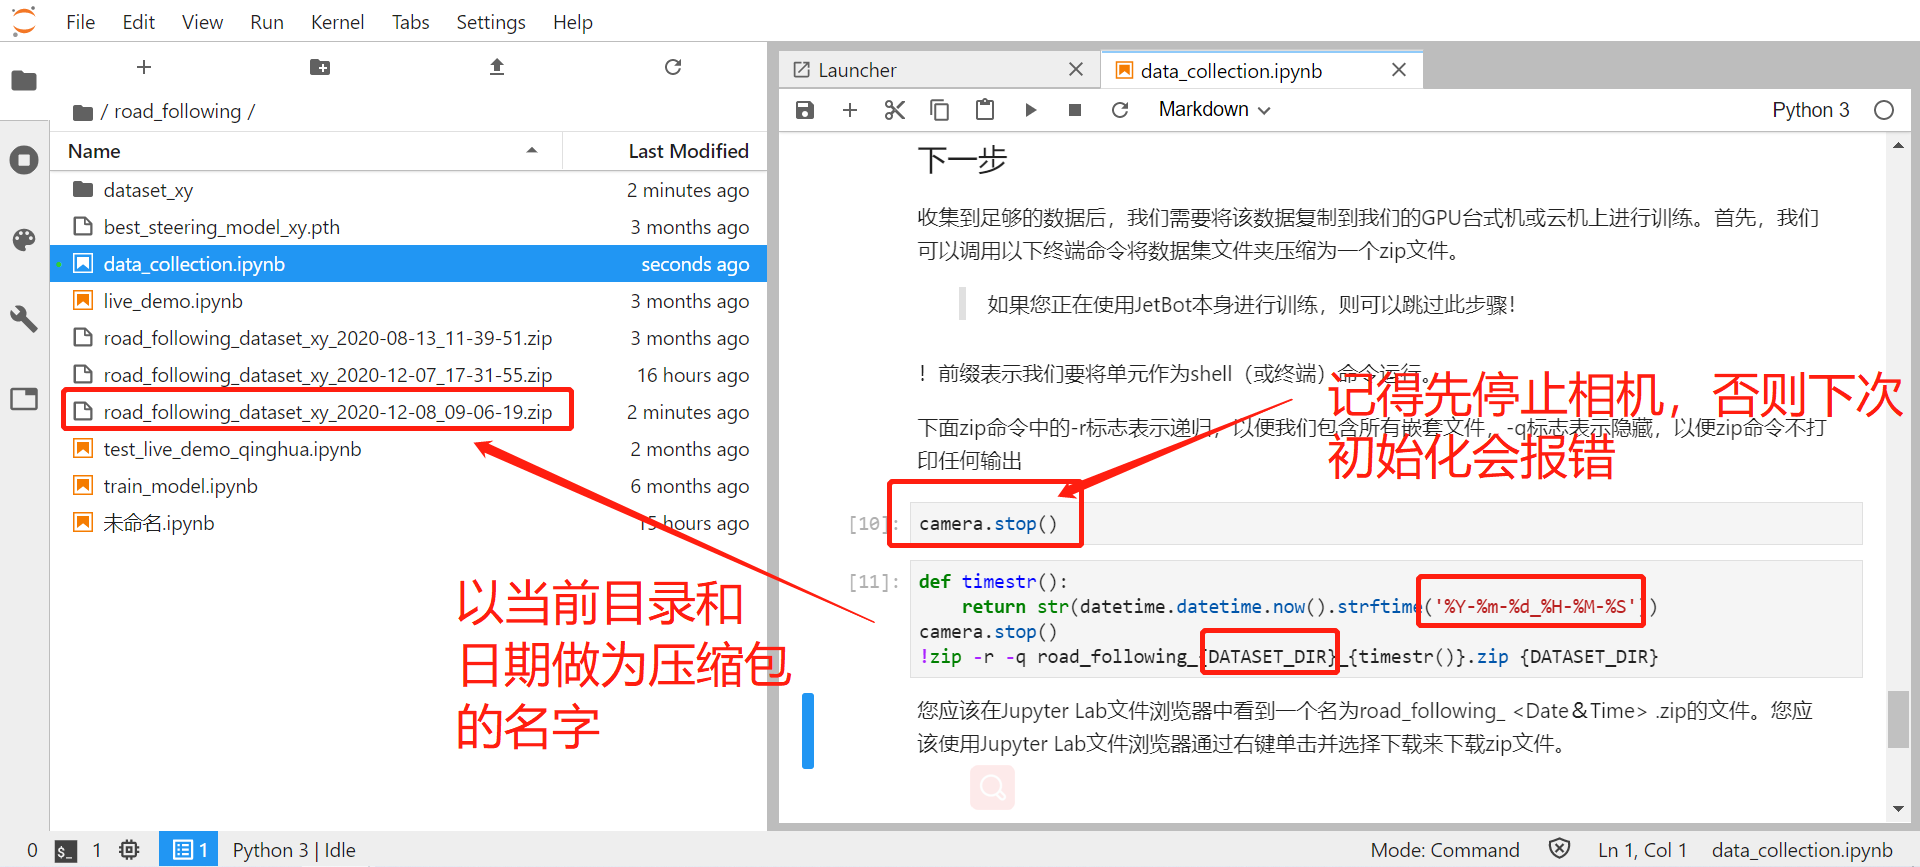 File Edit View Run Kernel Tabs Settings Help
/ road_following /
Name Last Modified
dataset_xy 2 minutes ago
best_steering_model_xy.pth 3 months ago
data_collection.ipynb seconds ago
live_demo.ipynb 3 months ago
road_following_dataset_xy_2020-08-13_11-39-51.zip 3 months ago
road_following_dataset_xy_2020-12-07_17-31-55.zip 16 hours ago
road_following_dataset_xy_2020-12-08_09-06-19.zip 2 minutes ago
test_live_demo_qinghua.ipynb 2 months ago
train_model.ipynb 6 months ago
未命名.ipynb 15 hours ago
以当前目录和
日期做为压缩包
的名字
Launcher data_collection.ipynb
Markdown Python 3
下一步
收集到足够的数据后，我们需要将该数据复制到我们的GPU台式机或云机上进行训练。首先，我们
可以调用以下终端命令将数据集文件夹压缩为一个zip文件。
如果您正在使用JetBot本身进行训练，则可以跳过此步骤！
！前缀表示我们要将单元作为shell（或终端）命令运行。
下面zip命令中的-r标志表示递归，以便我们包含所有嵌套文件，-q标志表示隐藏，以便zip命令不打
印任何输出
记得先停止相机，否则下次
初始化会报错
[10]: camera.stop()
[11]: def timestr():
return str(datetime.datetime.now().strftime('%Y-%m-%d_%H-%M-%S'))
camera.stop()
!zip -r -q road_following_{DATASET_DIR}_{timestr()}.zip {DATASET_DIR}
您应该在Jupyter Lab文件浏览器中看到一个名为road_following_ <Date＆Time> .zip的文件。您应
该使用Jupyter Lab文件浏览器通过右键单击并选择下载来下载zip文件。
0 $_ 1 1 Python 3 | Idle Mode: Command Ln 1, Col 1 data_collection.ipynb